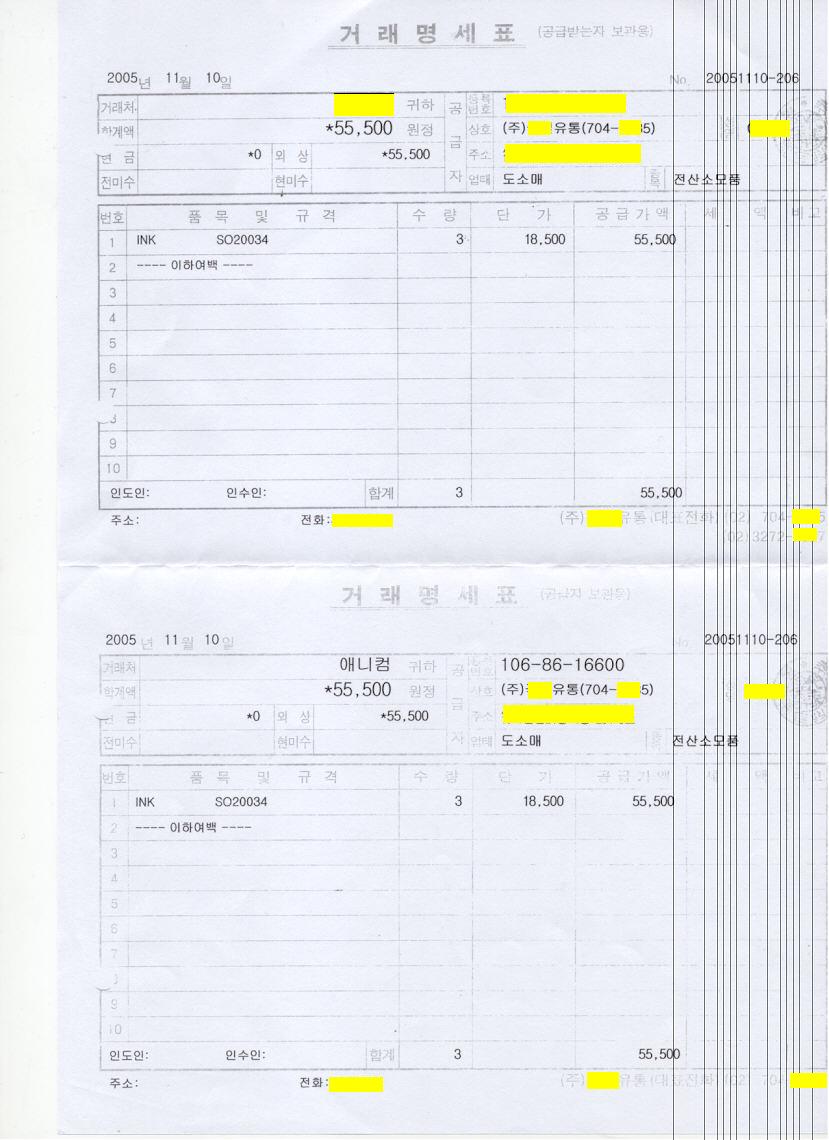 거래명세표 (공급받는자 보관용)
2005년 11월 10일 No. 20051110-206
거래처 귀하 공급자 등록번호
합계액 *55,500 원정 상호 (주) 유통(704- 5)
현금 *0 외상 *55,500 주소
전미수 현미수 업태 도소매 종목 전산소모품
번호 품목 및 규격 수량 단가 공급가액 세액 비고
1 INK SO20034 3 18,500 55,500
2 ---- 이하여백 ----
3
4
5
6
7
8
9
10
인도인: 인수인: 합계 3 55,500
주소: 전화: (주) 유통 (대표전화) (02) 704- 5
(02)3272- 7
거래명세표 (공급자 보관용)
2005년 11월 10일 No. 20051110-206
거래처 애니컴 귀하 공급자 등록번호 106-86-16600
합계액 *55,500 원정 상호 (주) 유통(704- 5)
현금 *0 외상 *55,500 주소
전미수 현미수 업태 도소매 종목 전산소모품
번호 품목 및 규격 수량 단가 공급가액 세액 비고
1 INK SO20034 3 18,500 55,500
2 ---- 이하여백 ----
3
4
5
6
7
8
9
10
인도인: 인수인: 합계 3 55,500
주소: 전화: (주) 유통 (대표전화) (02) 704-